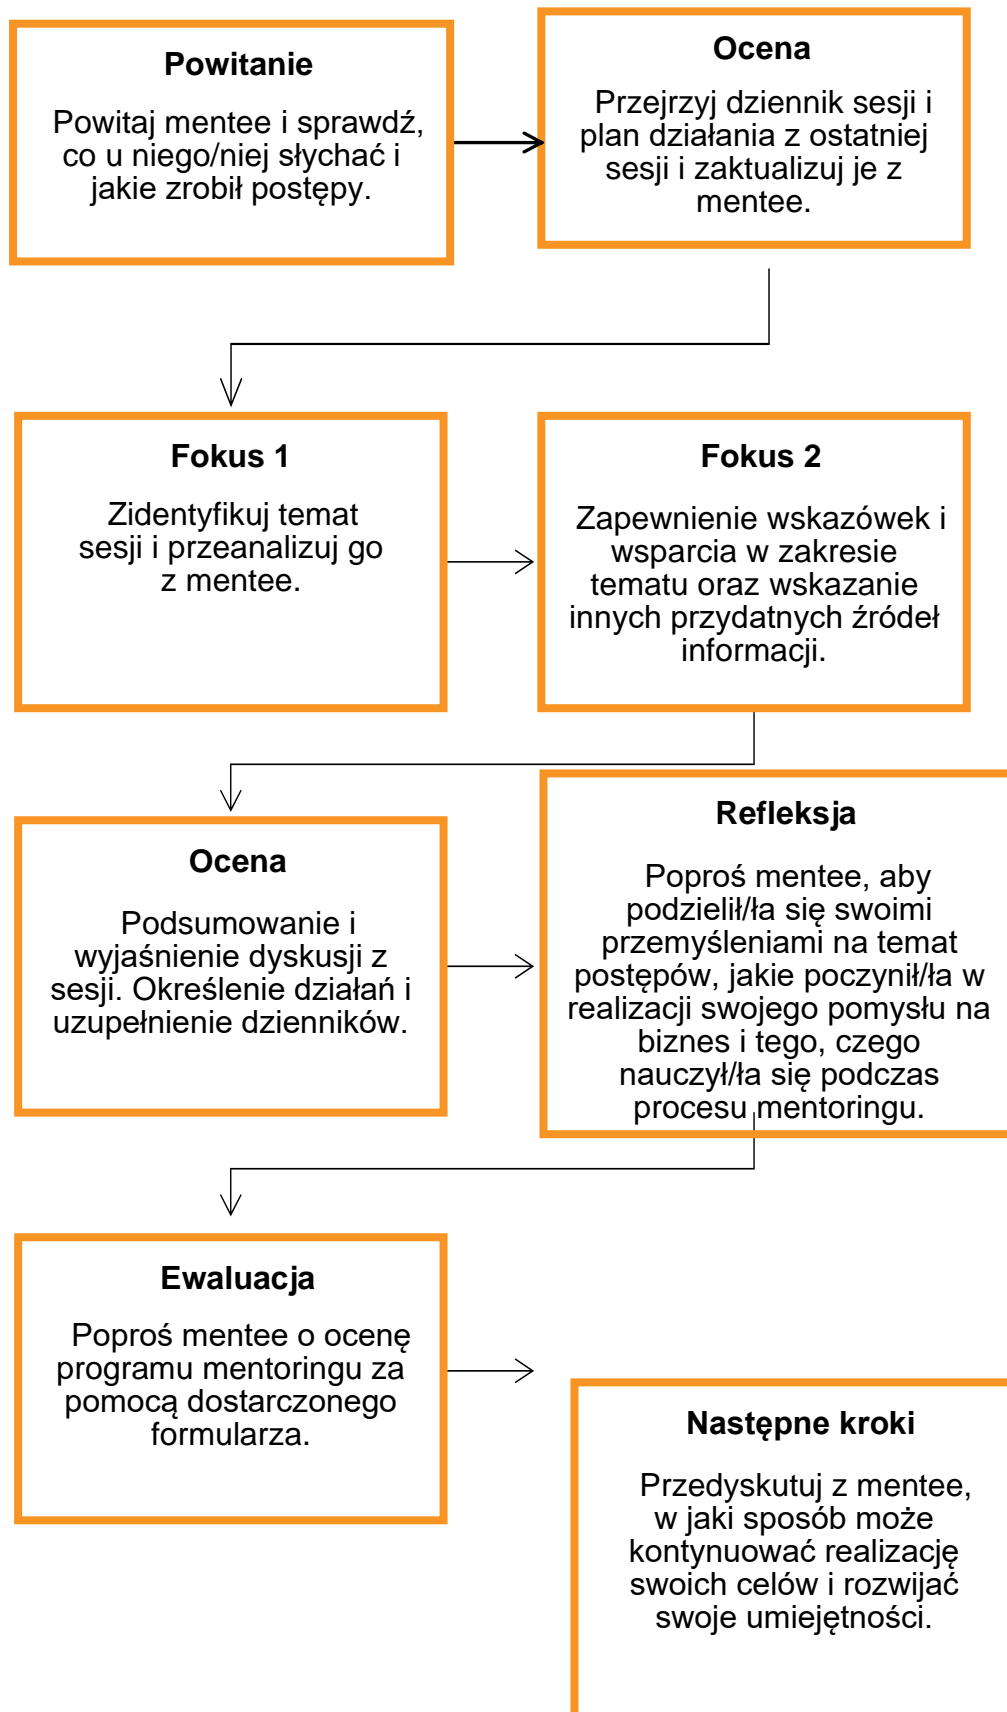 Powitanie
Powitaj mentee i sprawdź,
co u niego/niej słychać i
jakie zrobił postępy.
Ocena
Przejrzyj dziennik sesji i
plan działania z ostatniej
sesji i zaktualizuj je z
mentee.
Fokus 1
Zidentyfikuj temat
sesji i przeanalizuj go
z mentee.
Fokus 2
Zapewnienie wskazówek i
wsparcia w zakresie
tematu oraz wskazanie
innych przydatnych źródeł
informacji.
Ocena
Podsumowanie i
wyjaśnienie dyskusji z
sesji. Określenie działań i
uzupełnienie dzienników.
Refleksja
Poproś mentee, aby
podzielił/ła się swoimi
przemyśleniami na temat
postępów, jakie poczynił/ła w
realizacji swojego pomysłu na
biznes i tego, czego
nauczył/ła się podczas
procesu mentoringu.
Ewaluacja
Poproś mentee o ocenę
programu mentoringu za
pomocą dostarczonego
formularza.
Następne kroki
Przedyskutuj z mentee,
w jaki sposób może
kontynuować realizację
swoich celów i rozwijać
swoje umiejętności.